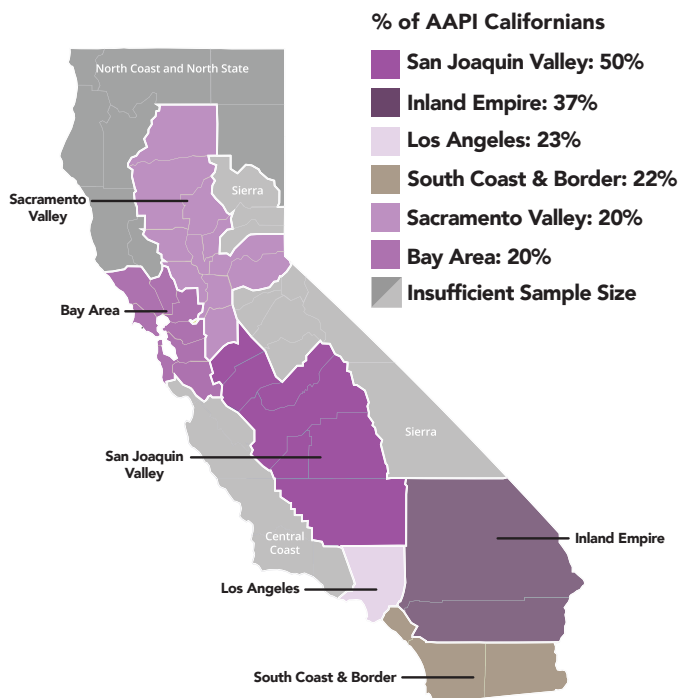 % of AAPI Californians
San Joaquin Valley: 50%
Inland Empire: 37%
Los Angeles: 23%
South Coast & Border: 22%
Sacramento Valley: 20%
Bay Area: 20%
Insufficient Sample Size
North Coast and North State
Sierra
Sacramento
Valley
Bay Area
Sierra
San Joaquin
Valley
Central
Coast
Inland Empire
Los Angeles
South Coast & Border